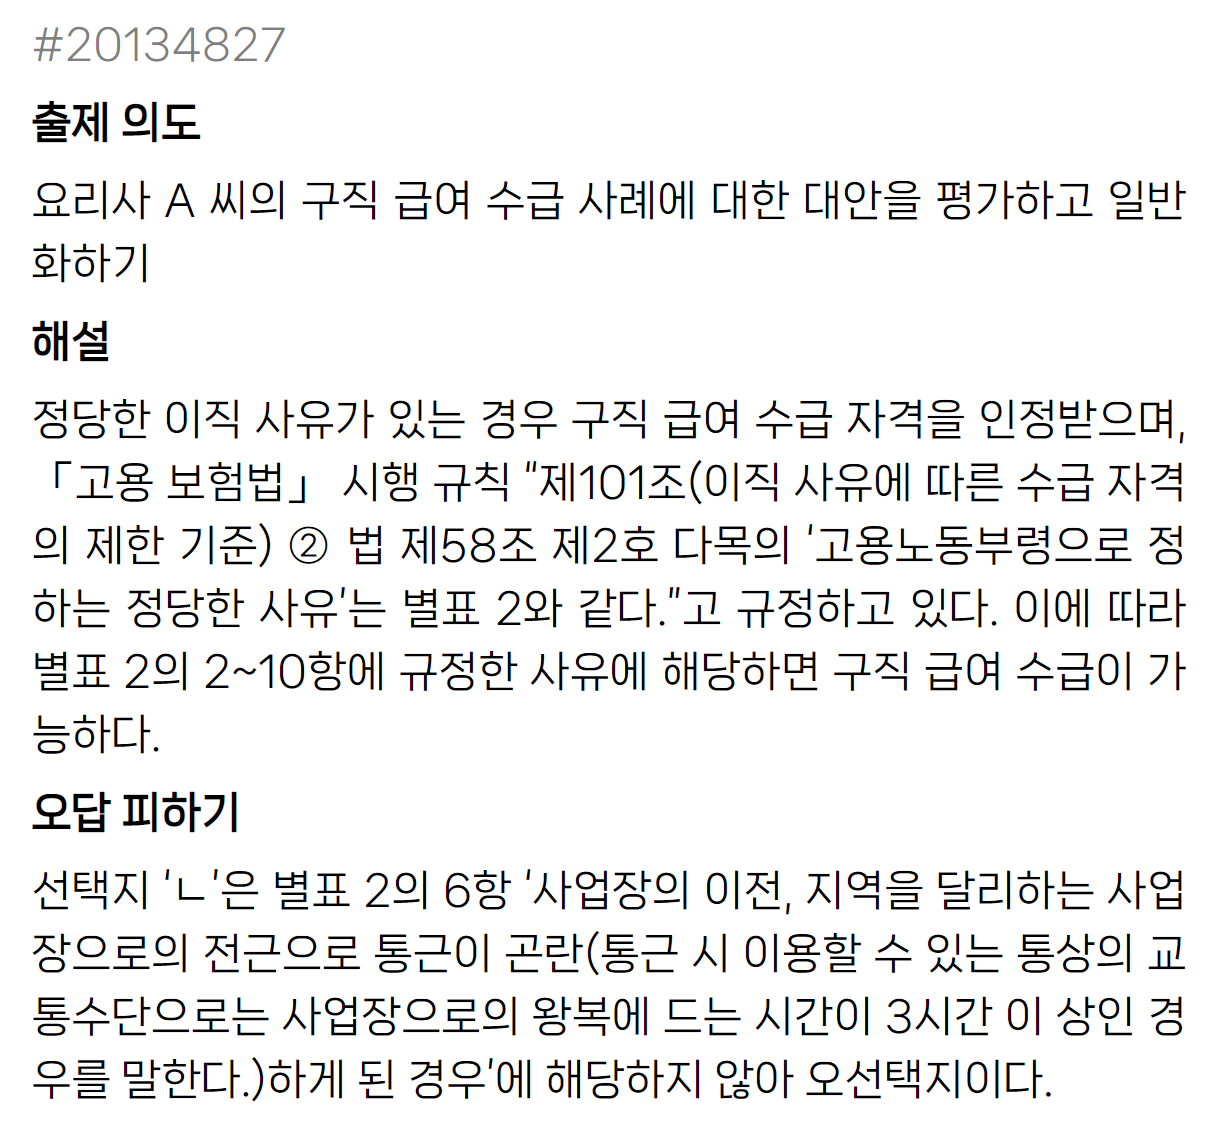 #20134827
출제 의도
요리사 A 씨의 구직 급여 수급 사례에 대한 대안을 평가하고 일반
화하기
해설
정당한 이직 사유가 있는 경우 구직 급여 수급 자격을 인정받으며,
「고용 보험법」 시행 규칙 "제101조(이직 사유에 따른 수급 자격
의 제한 기준) ② 법 제58조 제2호 다목의 '고용노동부령으로 정
하는 정당한 사유'는 별표 2와 같다."고 규정하고 있다. 이에 따라
별표 2의 2~10항에 규정한 사유에 해당하면 구직 급여 수급이 가
능하다.
오답 피하기
선택지 'ㄴ'은 별표 2의 6항 '사업장의 이전, 지역을 달리하는 사업
장으로의 전근으로 통근이 곤란(통근 시 이용할 수 있는 통상의 교
통수단으로는 사업장으로의 왕복에 드는 시간이 3시간 이 상인 경
우를 말한다.)하게 된 경우'에 해당하지 않아 오선택지이다.